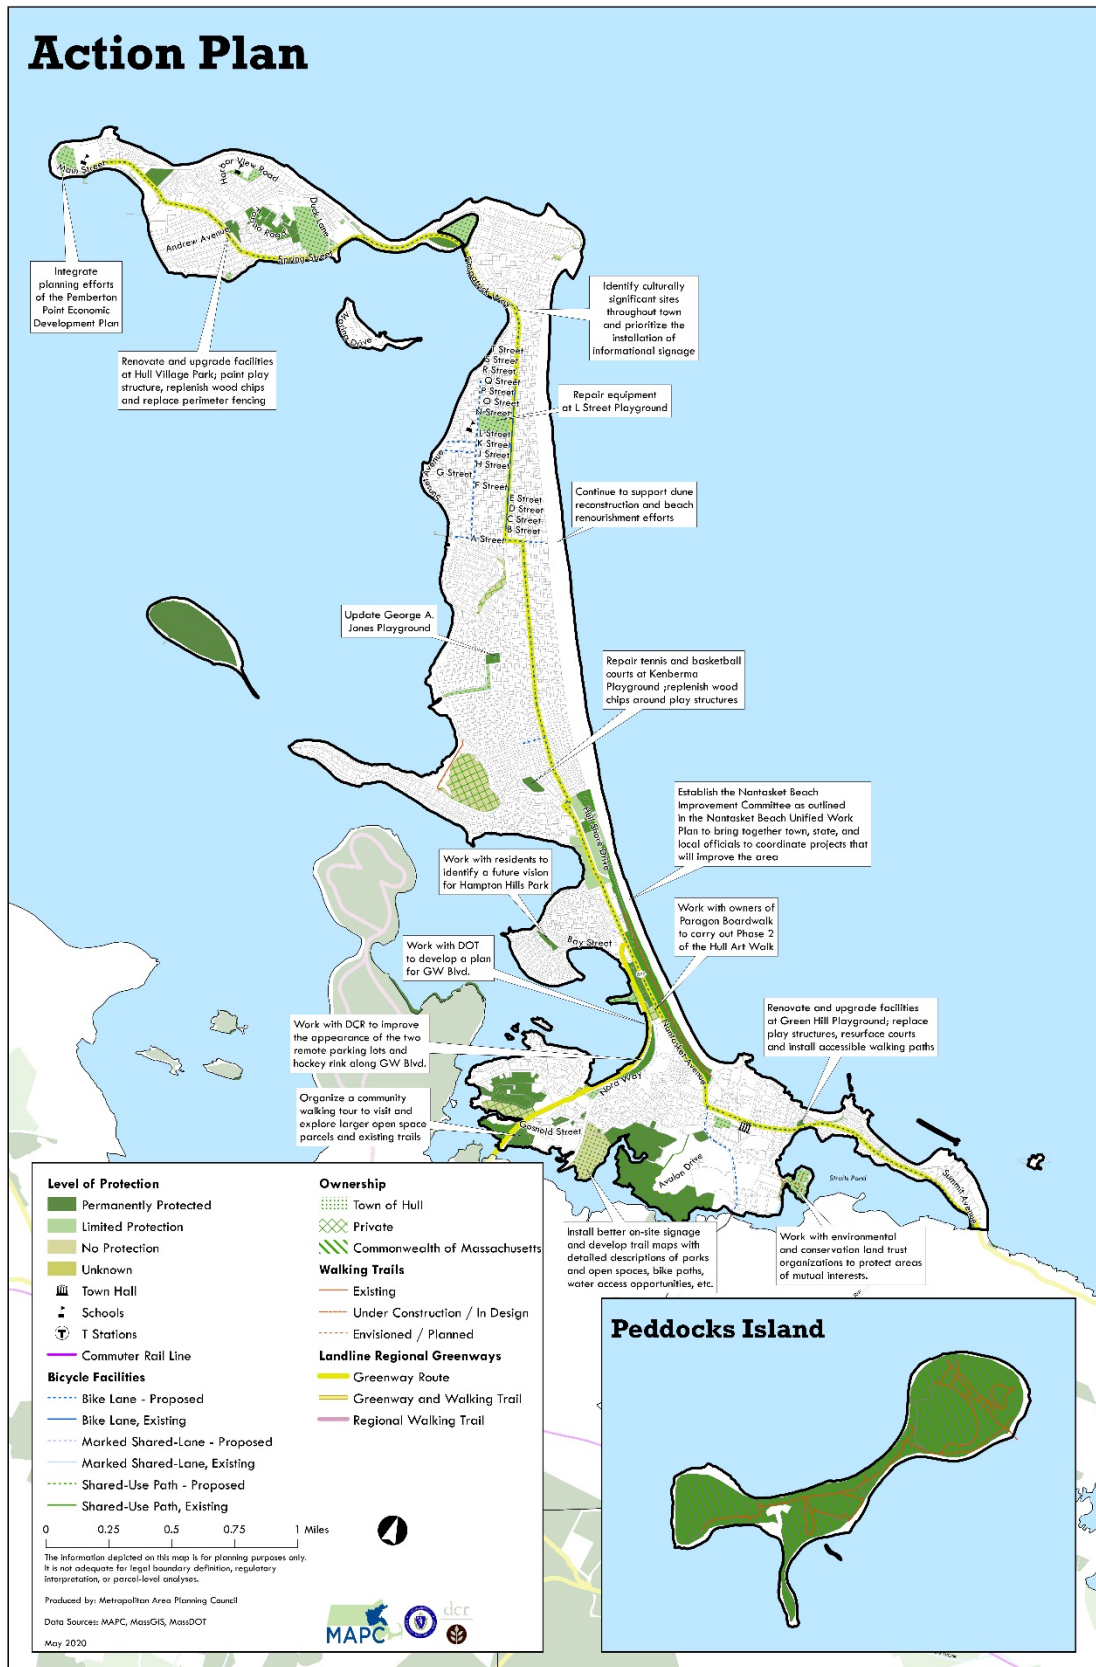 Action Plan
Main Street
Harbor View Road
Duck Lane
Andrew Avenue
Spring Street
Integrate
planning efforts
of the Pemberton
Point Economic
Development Plan
Renovate and upgrade facilities
at Hull Village Park; paint play
structure, replenish wood chips
and replace perimeter fencing
Identify culturally
significant sites
throughout town
and prioritize the
installation of
informational signage
T Street
S Street
R Street
Q Street
P Street
O Street
N Street
L Street
K Street
J Street
H Street
G Street
F Street
E Street
D Street
C Street
B Street
A Street
Sunset Avenue
Repair equipment
at L Street Playground
Continue to support dune
reconstruction and beach
renourishment efforts
Update George A.
Jones Playground
Repair tennis and basketball
courts at Kenberma
Playground ;replenish wood
chips around play structures
Hull Shore Drive
Establish the Nantasket Beach
Improvement Committee as outlined
in the Nantasket Beach Unified Work
Plan to bring together town, state, and
local officials to coordinate projects that
will improve the area
Work with residents to
identify a future vision
for Hampton Hills Park
Bay Street
Work with owners of
Paragon Boardwalk
to carry out Phase 2
of the Hull Art Walk
Work with DOT
to develop a plan
for GW Blvd.
Nantasket Avenue
Renovate and upgrade facilities
at Green Hill Playground; replace
play structures, resurface courts
and install accessible walking paths
Work with DCR to improve
the appearance of the two
remote parking lots and
hockey rink along GW Blvd.
Nora Way
Organize a community
walking tour to visit and
explore larger open space
parcels and existing trails
Gosnold Street
Avalon Drive
Straits Pond
Summit Avenue
Install better on-site signage
and develop trail maps with
detailed descriptions of parks
and open spaces, bike paths,
water access opportunities, etc.
Work with environmental
and conservation land trust
organizations to protect areas
of mutual interests.
Level of Protection
Permanently Protected
Limited Protection
No Protection
Unknown
Town Hall
Schools
T Stations
Commuter Rail Line
Bicycle Facilities
Bike Lane - Proposed
Bike Lane, Existing
Marked Shared-Lane - Proposed
Marked Shared-Lane, Existing
Shared-Use Path - Proposed
Shared-Use Path, Existing
Ownership
Town of Hull
Private
Commonwealth of Massachusetts
Walking Trails
Existing
Under Construction / In Design
Envisioned / Planned
Landline Regional Greenways
Greenway Route
Greenway and Walking Trail
Regional Walking Trail
0 0.25 0.5 0.75 1 Miles
The information depicted on this map is for planning purposes only.
It is not adequate for legal boundary definition, regulatory
interpretation, or parcel-level analyses.
Produced by: Metropolitan Area Planning Council
Data Sources: MAPC, MassGIS, MassDOT
May 2020
MAPC
dcr
Peddocks Island